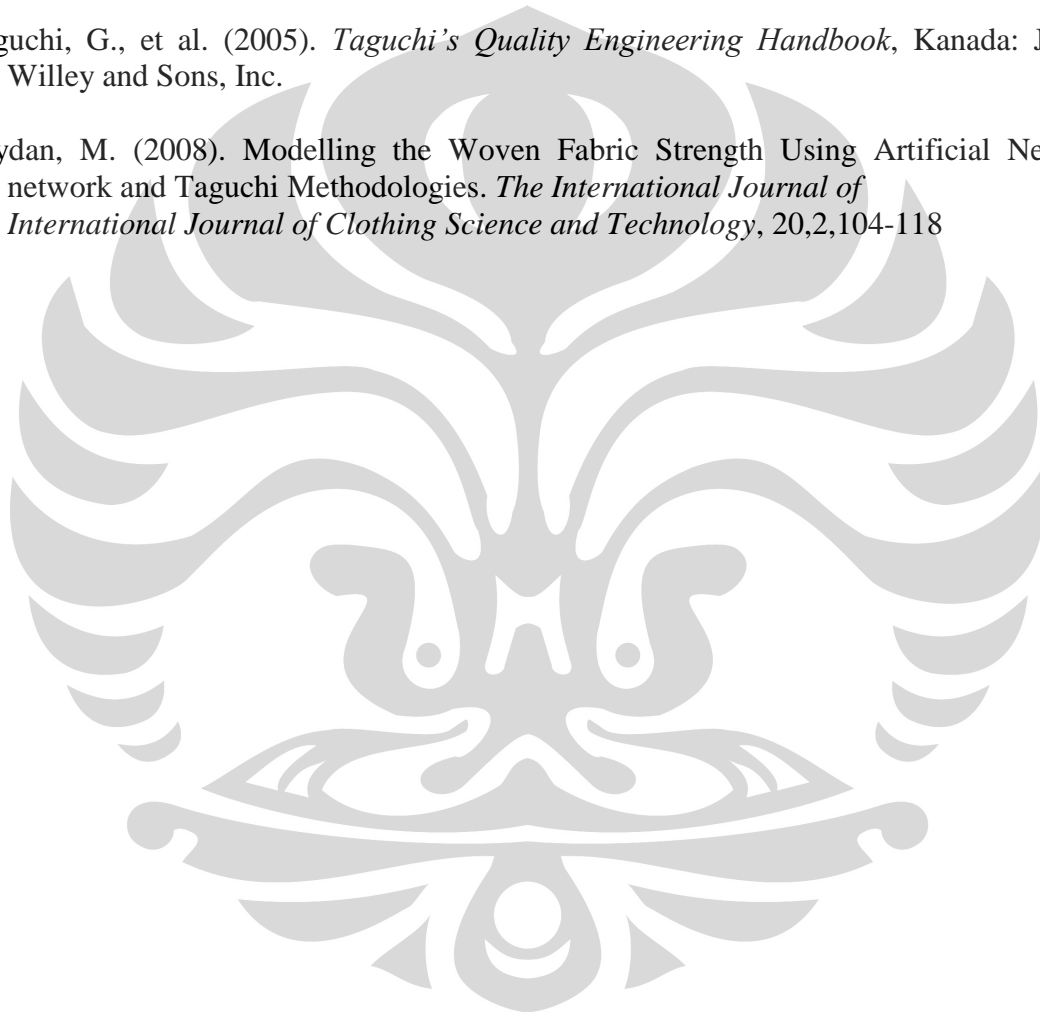 guchi, G., et al. (2005). Taguchi’s Quality Engineering Handbook, Kanada: J
Willey and Sons, Inc.
ydan, M. (2008). Modelling the Woven Fabric Strength Using Artificial Ne
network and Taguchi Methodologies. The International Journal of
International Journal of Clothing Science and Technology, 20,2,104-118